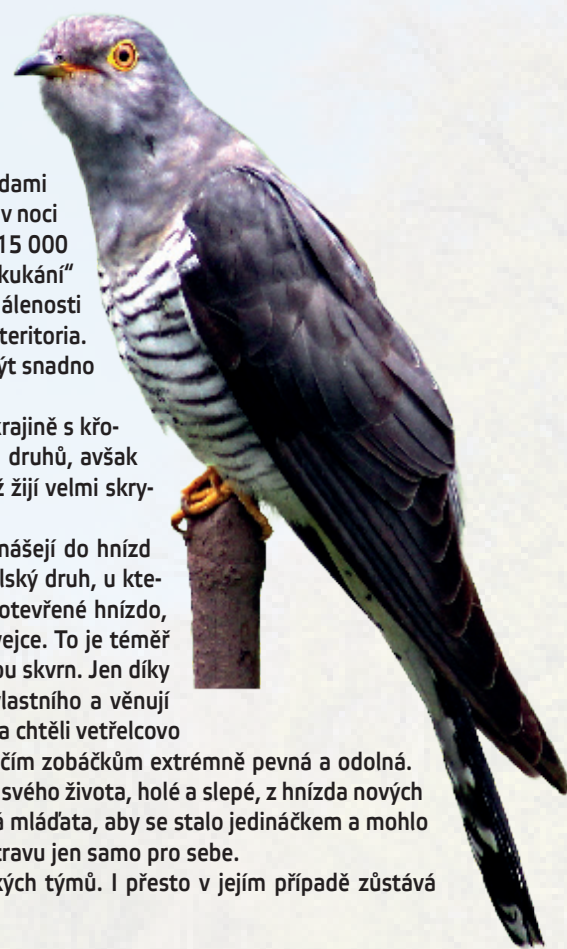 dami
v noci
15 000
kukání“
álenosti
teritoria.
ýt snadno
krajině s křo-
druhů, avšak
ž žijí velmi skry-
nášejí do hnízd
lský druh, u kte-
otevřené hnízdo,
vejce. To je téměř
ou skvrn. Jen díky
vlastního a věnují
a chtěli vetřelcovo
čím zobáčkům extrémně pevná a odolná.
svého života, holé a slepé, z hnízda nových
á mláďata, aby se stalo jedináčkem a mohlo
travu jen samo pro sebe.
kých týmů. I přesto v jejím případě zůstává